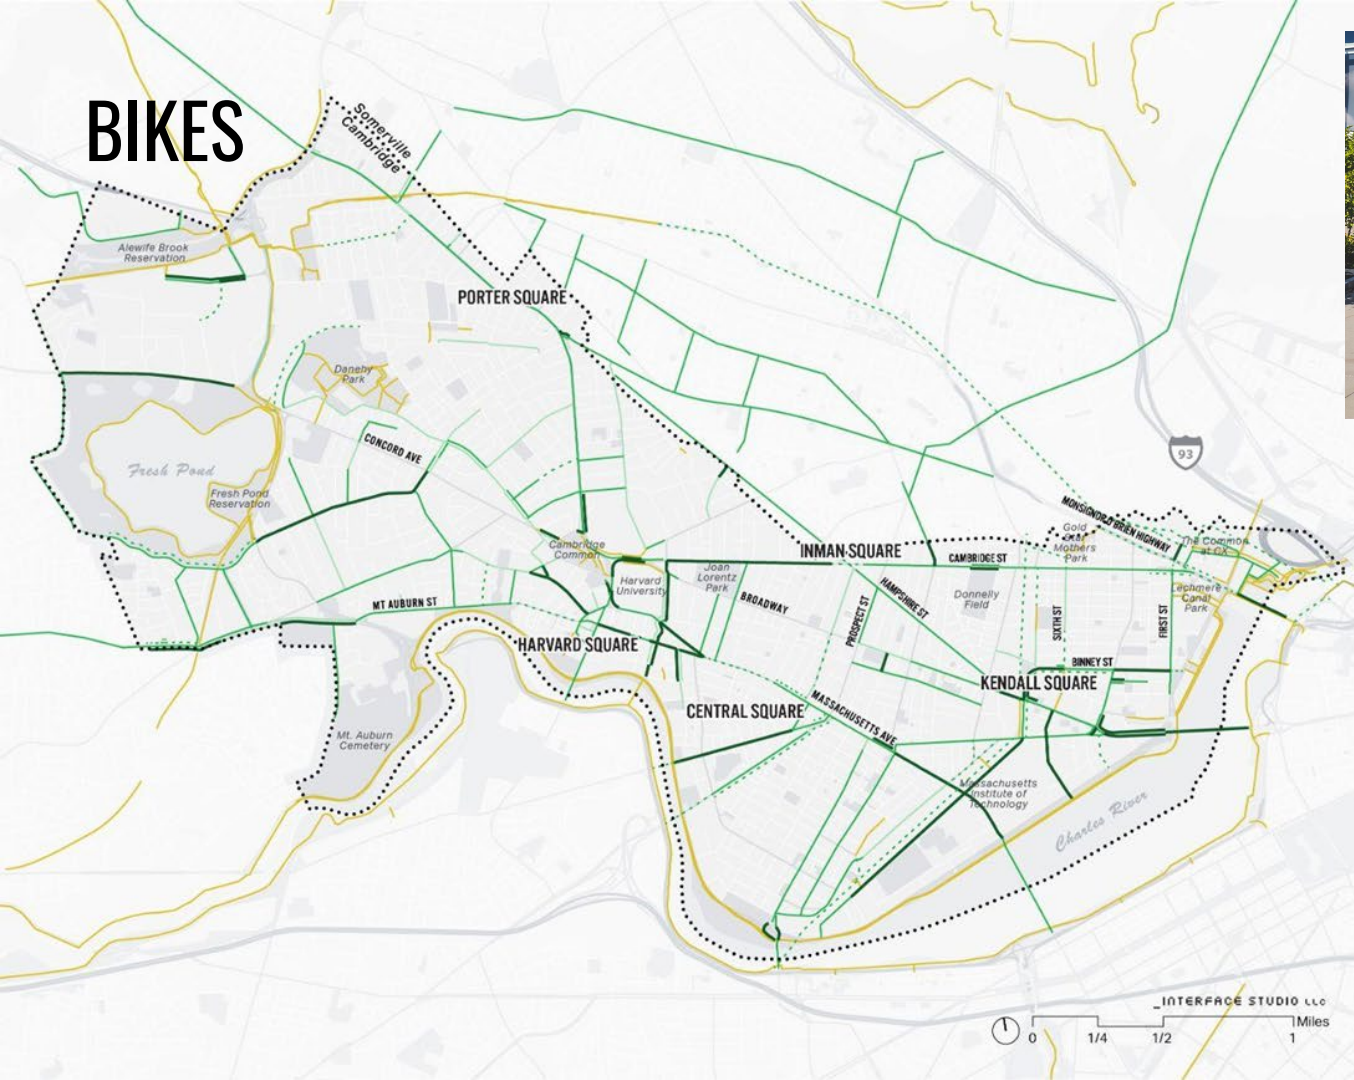 BIKES
Somerville
Cambridge
Alewife Brook
Reservation
PORTER SQUARE
Danehy
Park
CONCORD AVE
93
Fresh Pond
Fresh Pond
Reservation
MONSIGNOR O'BRIEN HIGHWAY
Gold
Star
Mothers
Park
The Common
at CX
Cambridge
Common
INMAN SQUARE
CAMBRIDGE ST
Harvard
University
Joan
Lorentz
Park
BROADWAY
HAMPSHIRE ST
Donnelly
Field
Lechmere
Canal
Park
MT AUBURN ST
PROSPECT ST
SIXTH ST
FIRST ST
HARVARD SQUARE
BINNEY ST
KENDALL SQUARE
CENTRAL SQUARE
MASSACHUSETTS AVE
Mt. Auburn
Cemetery
Massachusetts
Institute of
Technology
Charles River
_INTERFACE STUDIO LLC
Miles
0 1/4 1/2 1